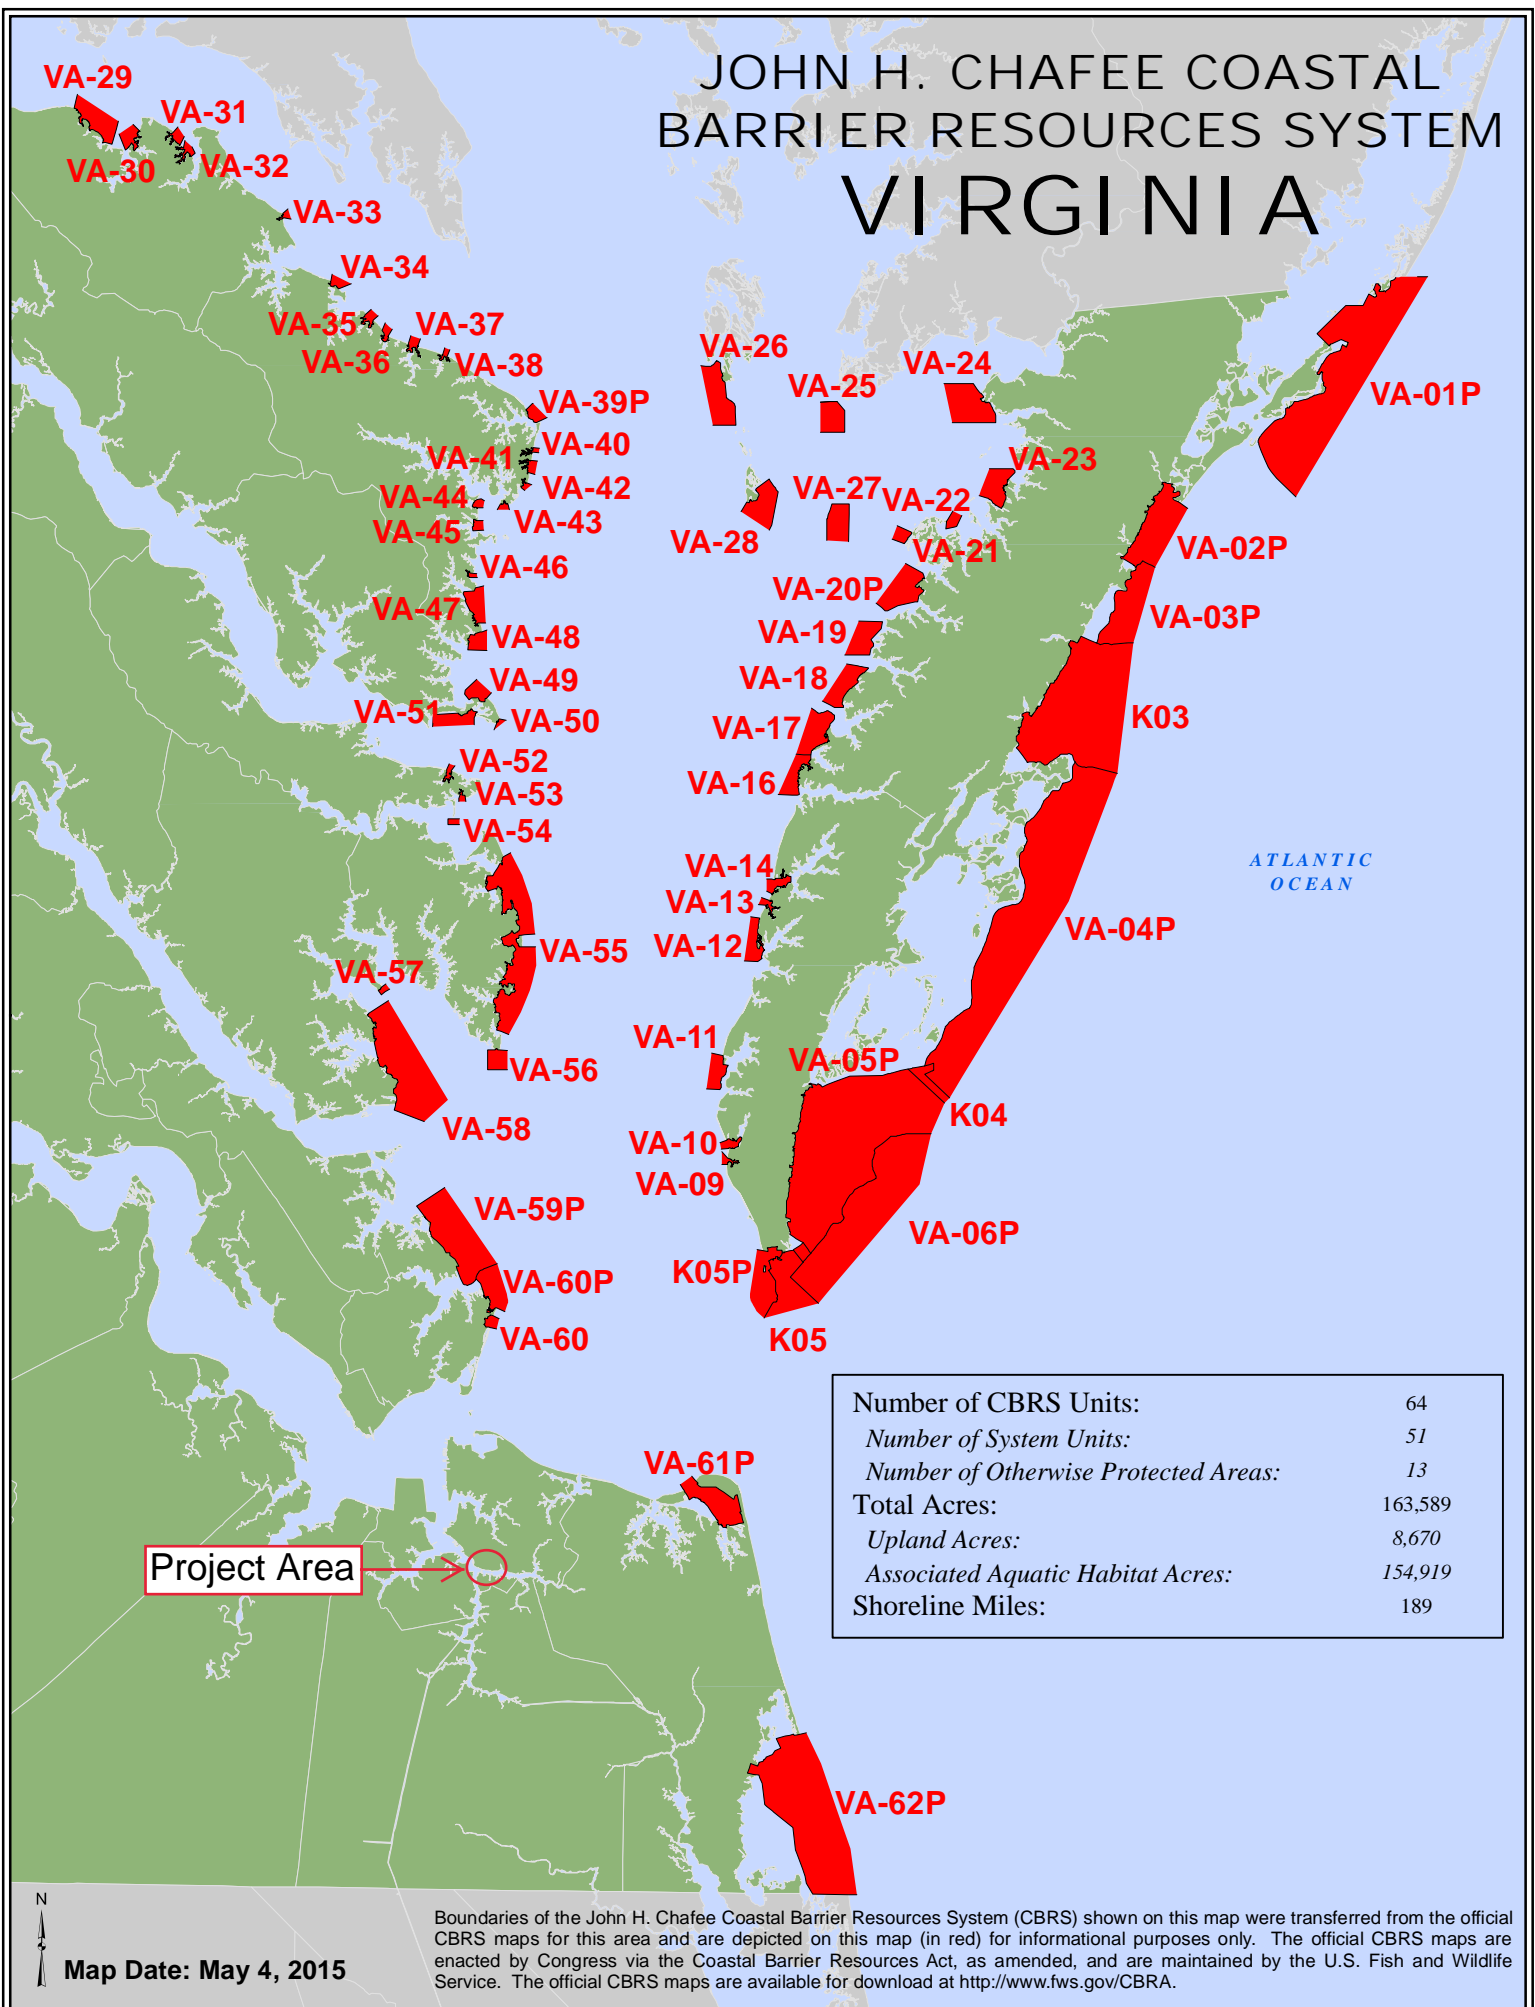 JOHN H. CHAFEE COASTAL
BARRIER RESOURCES SYSTEM
VIRGINIA
VA-29
VA-31
VA-30
VA-32
VA-33
VA-34
VA-35
VA-37
VA-36
VA-38
VA-26
VA-25
VA-24
VA-01P
VA-39P
VA-40
VA-41
VA-42
VA-44
VA-43
VA-45
VA-23
VA-27
VA-22
VA-28
VA-21
VA-02P
VA-46
VA-47
VA-20P
VA-03P
VA-48
VA-19
VA-49
VA-18
VA-51
VA-50
VA-17
K03
VA-52
VA-16
VA-53
VA-54
ATLANTIC
OCEAN
VA-14
VA-13
VA-12
VA-04P
VA-55
VA-57
VA-11
VA-05P
VA-56
K04
VA-58
VA-10
VA-09
VA-59P
VA-06P
VA-60P
K05P
VA-60
K05
Number of CBRS Units: 64
Number of System Units: 51
Number of Otherwise Protected Areas: 13
Total Acres: 163,589
Upland Acres: 8,670
Associated Aquatic Habitat Acres: 154,919
Shoreline Miles: 189
VA-61P
Project Area
VA-62P
N
Map Date: May 4, 2015
Boundaries of the John H. Chafee Coastal Barrier Resources System (CBRS) shown on this map were transferred from the official
CBRS maps for this area and are depicted on this map (in red) for informational purposes only. The official CBRS maps are
enacted by Congress via the Coastal Barrier Resources Act, as amended, and are maintained by the U.S. Fish and Wildlife
Service. The official CBRS maps are available for download at http://www.fws.gov/CBRA.